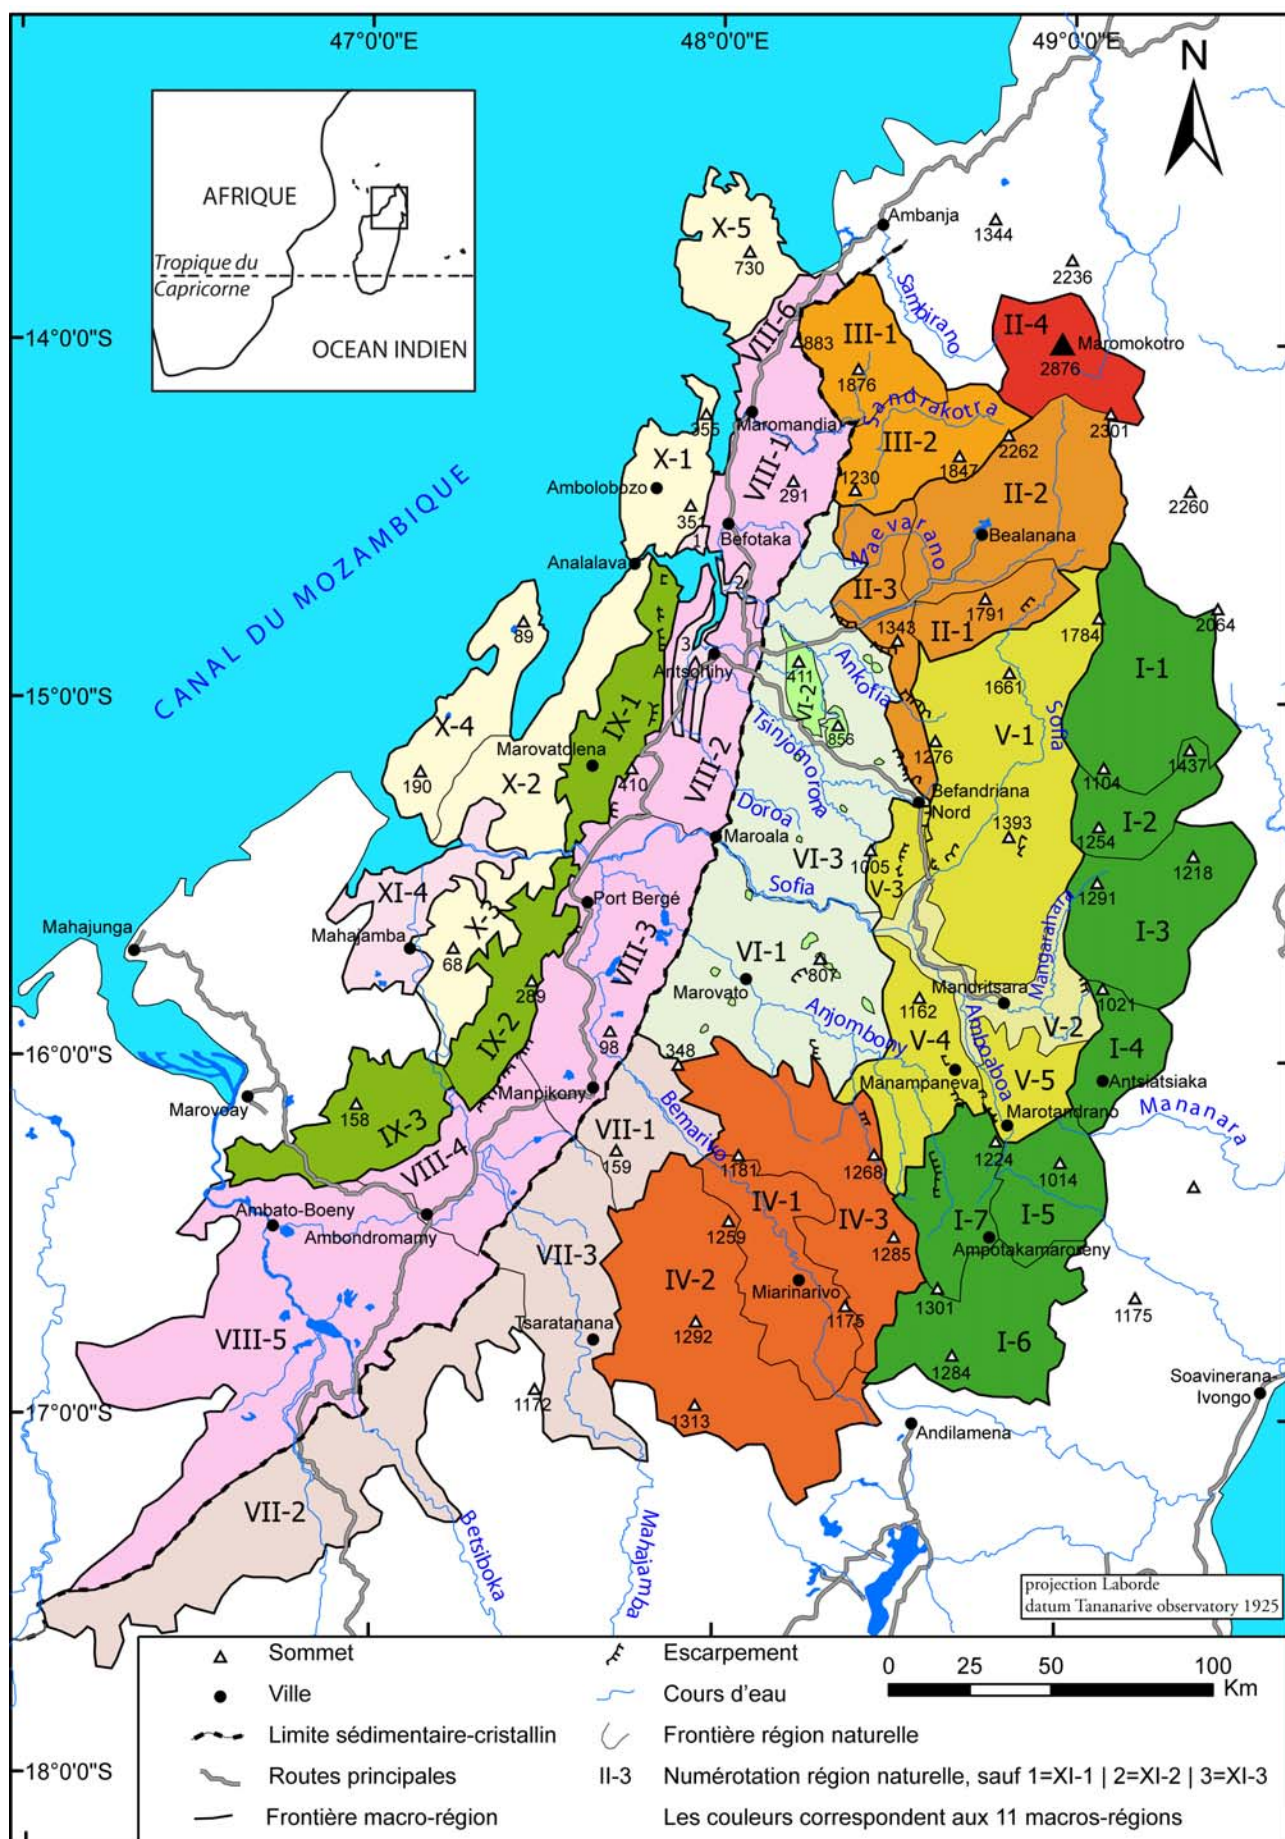 47°0'0"E
48°0'0"E
49°0'0"E
N
AFRIQUE
Tropique du
Capricorne
OCEAN INDIEN
X-5
730
Ambanja
1344
2236
Sambirano
14°0'0"S
VIII-6
883
III-1
1876
II-4
Maromokotro
2876
355
Maromandia
Sandrakotra
2301
X-1
VIII-1
III-2
2262
1847
Ambolobozo
291
1230
II-2
2260
351
1
Befotaka
Maevarano
Bealanana
CANAL DU MOZAMBIQUE
Analalava
2
II-3
1791
II-1
1343
1784
2064
89
3
Antsohihy
411
VI-2
Ankofia
1661
I-1
15°0'0"S
X-4
IX-1
856
Sofia
V-1
Marovatolena
Tsinjomorona
1276
1437
190
X-2
410
VIII-2
1104
Befandriana
Nord
Doroa
Maroala
1393
I-2
1254
VI-3
1005
1218
Sofia
V-3
XI-4
X-3
Port Bergé
1291
Mahajunga
Mahajamba
68
VIII-3
VI-1
807
Mangarahara
I-3
289
Marovato
1162
Mandritsara
1021
IX-2
Anjombony
V-2
16°0'0"S
98
348
V-4
Amboaboa
I-4
Marovoay
158
Manpikony
Manampaneva
V-5
Antsiatsiaka
IX-3
Bemarivo
Marotandrano
Mananara
VIII-4
VII-1
159
1181
1268
1224
1014
IV-1
Ambato-Boeny
Ambondromamy
1259
IV-3
I-7
I-5
VII-3
1285
Ampotakamaroreny
IV-2
Miarinarivo
1301
VIII-5
Tsaratanana
1292
1175
1175
I-6
1284
Soavinerana-
Ivongo
1172
17°0'0"S
1313
Andilamena
VII-2
Betsiboka
Mahajamba
projection Laborde
datum Tananarive observatory 1925
Sommet
Escarpement
0 25 50 100
Km
Ville
Cours d'eau
Limite sédimentaire-cristallin
Frontière région naturelle
18°0'0"S
Routes principales
II-3 Numérotation région naturelle, sauf 1=XI-1 | 2=XI-2 | 3=XI-3
Frontière macro-région
Les couleurs correspondent aux 11 macros-régions